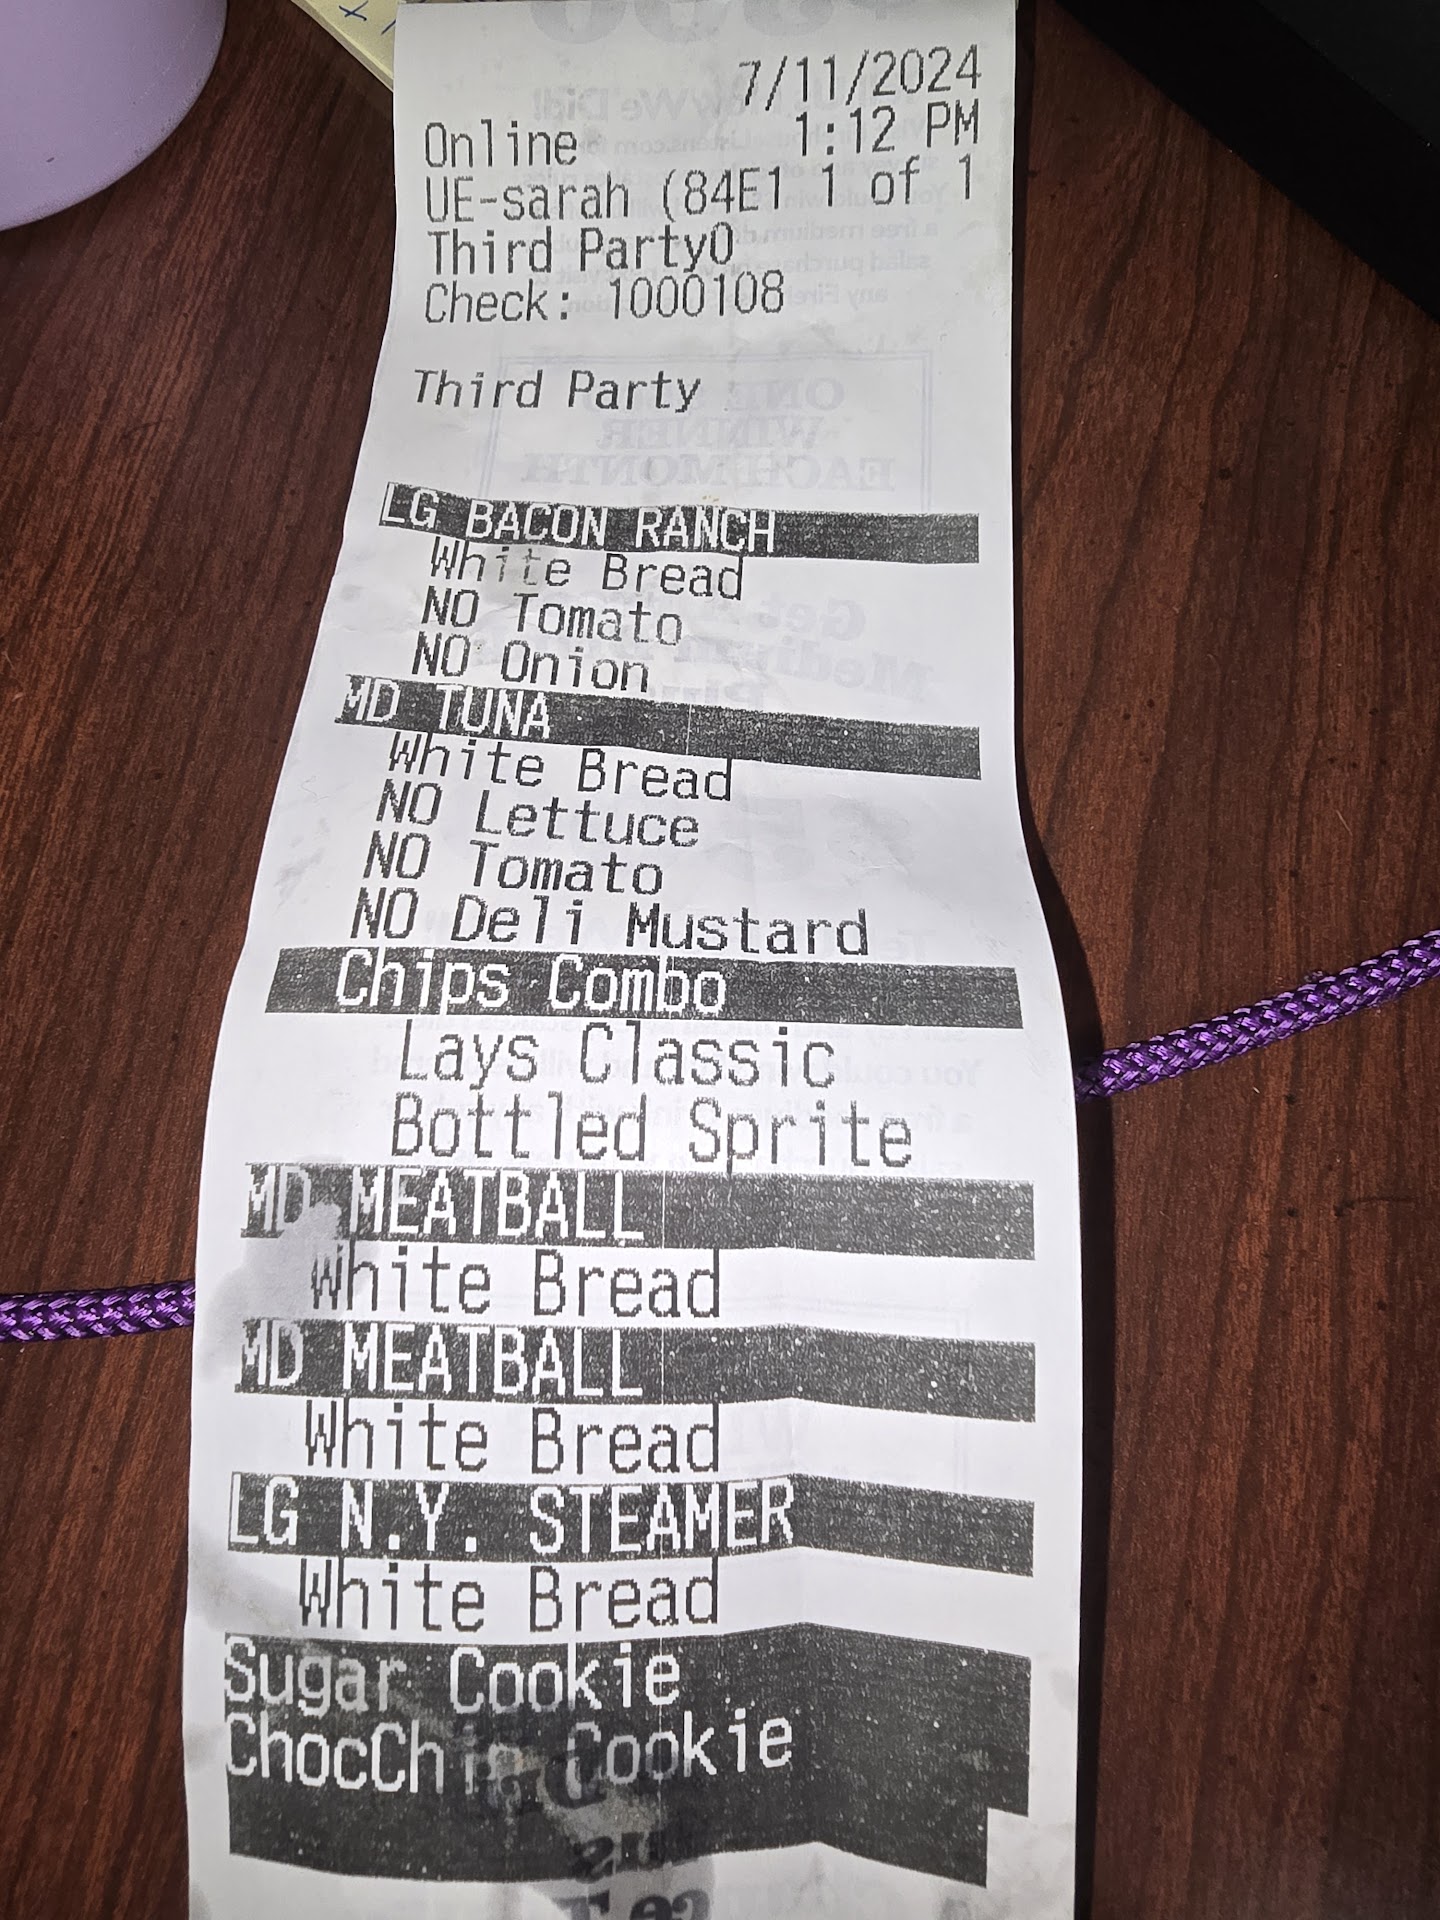 7/11/2024
Online 1:12 PM
UE-sarah (84E1 1 of 1
Third Party0
Check: 1000108
Third Party
LG BACON RANCH
White Bread
NO Tomato
NO Onion
MD TUNA
White Bread
NO Lettuce
NO Tomato
NO Deli Mustard
Chips Combo
Lays Classic
Bottled Sprite
MD MEATBALL
White Bread
MD MEATBALL
White Bread
LG N.Y. STEAMER
White Bread
Sugar Cookie
ChocChip Cookie